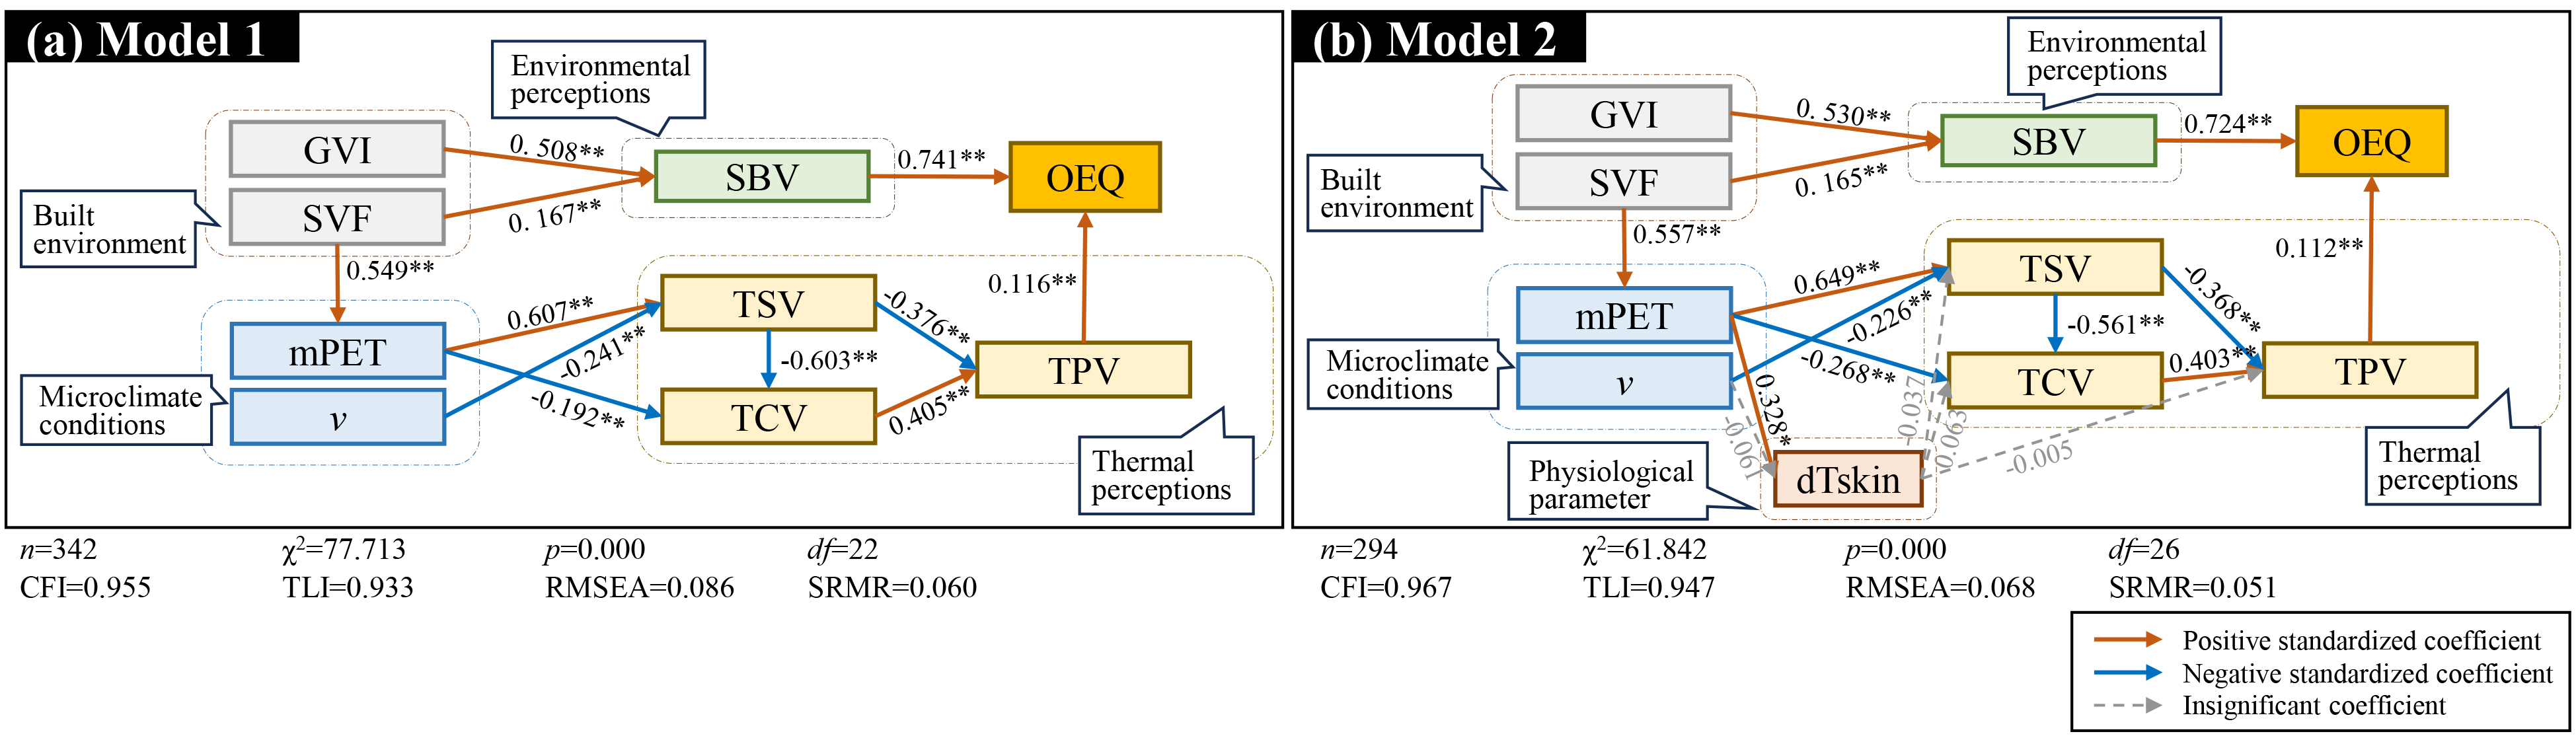 (a) Model 1
Environmental
perceptions
GVI
0. 508**
SBV
0.741**
OEQ
SVF
0. 167**
Built
environment
0.549**
0.116**
mPET
0.607**
TSV
-0.376**
-0.241**
-0.603**
TPV
Microclimate
conditions
v
-0.192**
TCV
0.405**
Thermal
perceptions
n=342 χ²=77.713 p=0.000 df=22
CFI=0.955 TLI=0.933 RMSEA=0.086 SRMR=0.060
(b) Model 2
Environmental
perceptions
GVI
0. 530**
SBV
0.724**
OEQ
SVF
0. 165**
Built
environment
0.557**
0.112**
mPET
0.649**
TSV
-0.368**
-0.226**
-0.561**
Microclimate
conditions
v
-0.268**
TCV
0.403**
TPV
0.328*
-0.061
-0.037
0.063
-0.005
Physiological
parameter
dTskin
Thermal
perceptions
n=294 χ²=61.842 p=0.000 df=26
CFI=0.967 TLI=0.947 RMSEA=0.068 SRMR=0.051
Positive standardized coefficient
Negative standardized coefficient
Insignificant coefficient